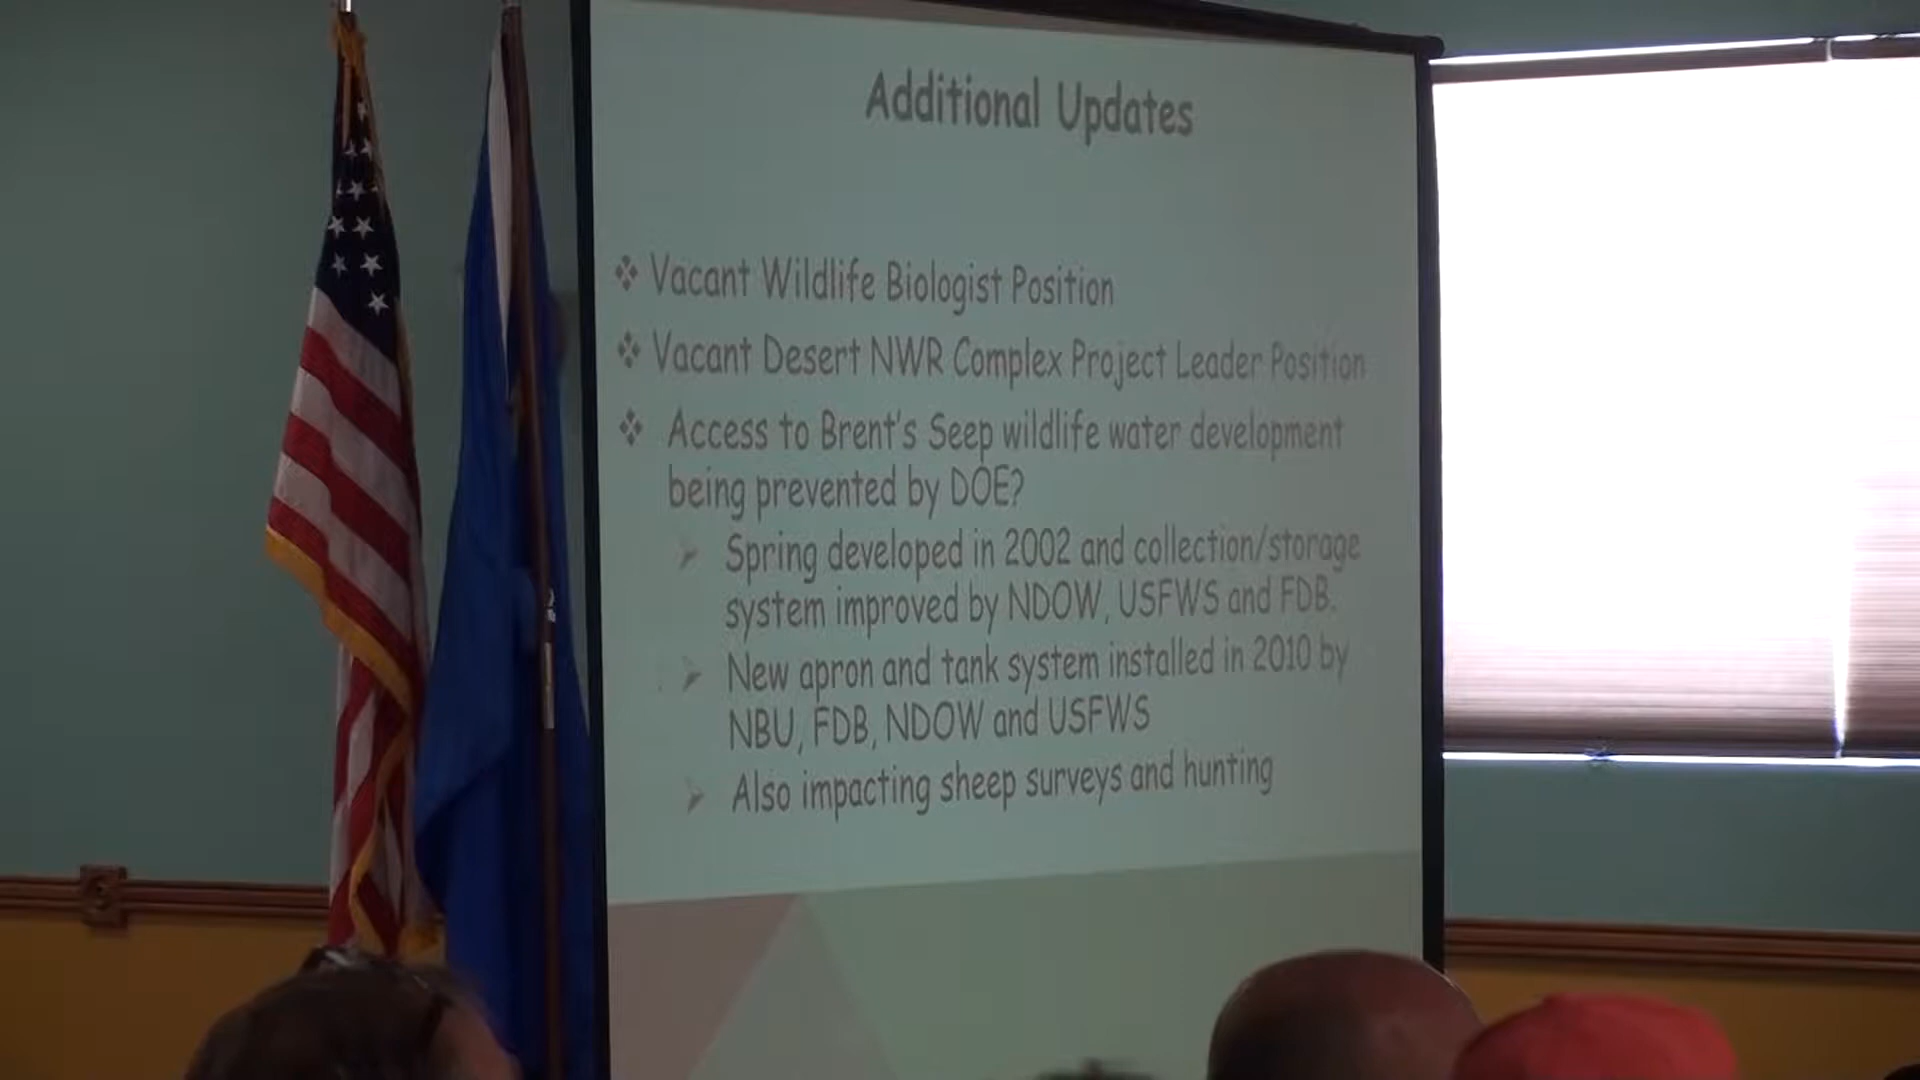 Additional Updates
Vacant Wildlife Biologist Position
Vacant Desert NWR Complex Project Leader Position
Access to Brent's Seep wildlife water development
being prevented by DOE?
Spring developed in 2002 and collection/storage
system improved by NDOW, USFWS and FDB.
New apron and tank system installed in 2010 by
NBU, FDB, NDOW and USFWS
Also impacting sheep surveys and hunting